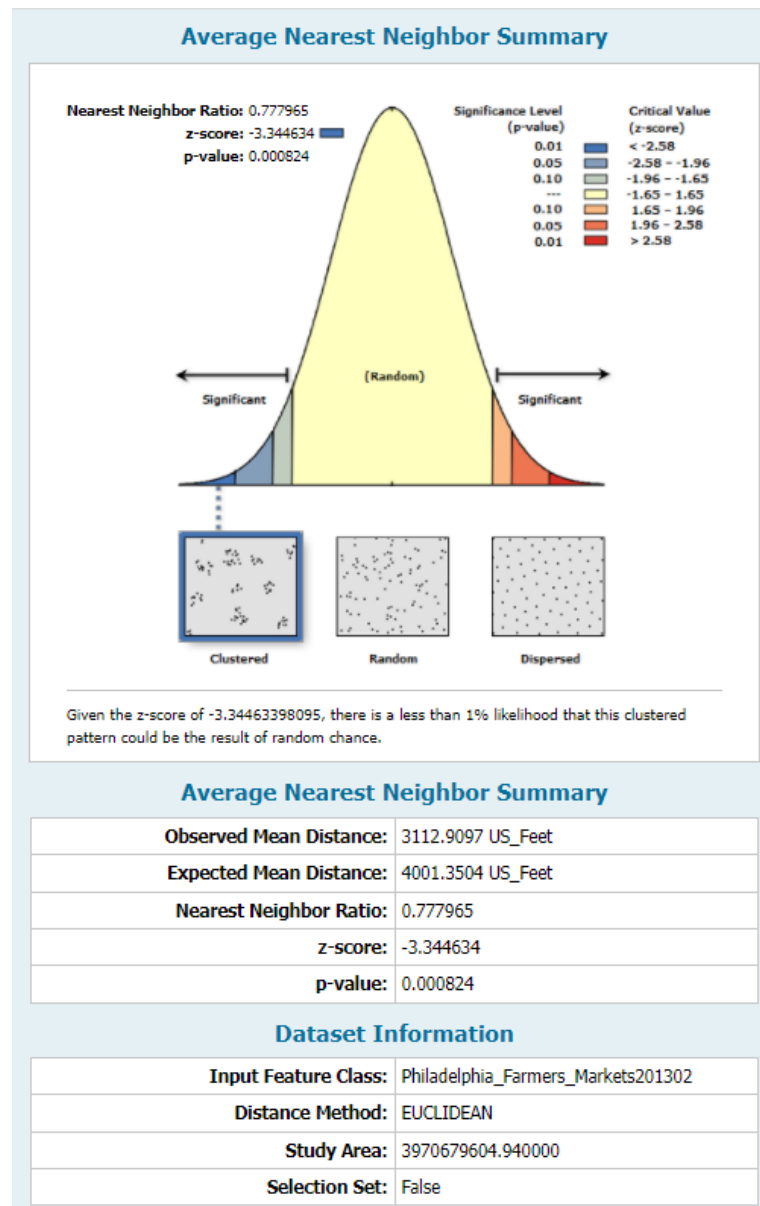 Average Nearest Neighbor Summary
Nearest Neighbor Ratio: 0.777965
z-score: -3.344634
p-value: 0.000824
Significance Level (p-value) Critical Value (z-score)
0.01 < -2.58
0.05 -2.58 – -1.96
0.10 -1.96 – -1.65
--- -1.65 – 1.65
0.10 1.65 – 1.96
0.05 1.96 – 2.58
0.01 > 2.58
(Random)
Significant Significant
Clustered Random Dispersed
Given the z-score of -3.34463398095, there is a less than 1% likelihood that this clustered
pattern could be the result of random chance.
Average Nearest Neighbor Summary
Observed Mean Distance: 3112.9097 US_Feet
Expected Mean Distance: 4001.3504 US_Feet
Nearest Neighbor Ratio: 0.777965
z-score: -3.344634
p-value: 0.000824
Dataset Information
Input Feature Class: Philadelphia_Farmers_Markets201302
Distance Method: EUCLIDEAN
Study Area: 3970679604.940000
Selection Set: False